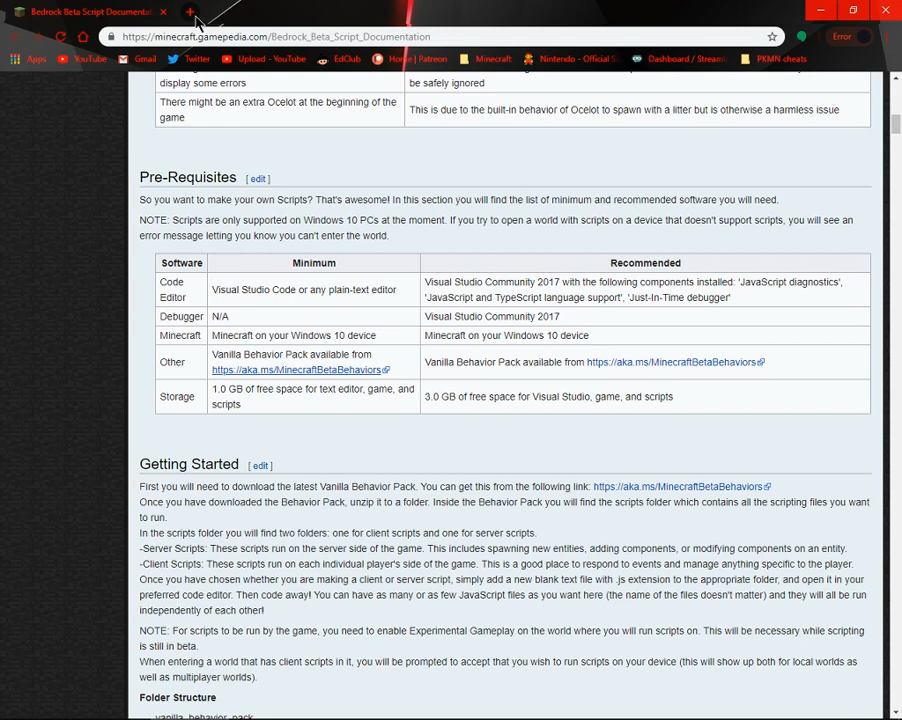 Bedrock Beta Script Documentat
https://minecraft.gamepedia.com/Bedrock_Beta_Script_Documentation
Error
Apps YouTube Gmail Twitter Upload - YouTube EdClub Home | Patreon Minecraft Nintendo - Official S Dashboard / Streaml PKMN cheats
display some errors be safely ignored
There might be an extra Ocelot at the beginning of the
game
This is due to the built-in behavior of Ocelot to spawn with a litter but is otherwise a harmless issue
Pre-Requisites [ edit ]
So you want to make your own Scripts? That's awesome! In this section you will find the list of minimum and recommended software you will need.
NOTE: Scripts are only supported on Windows 10 PCs at the moment. If you try to open a world with scripts on a device that doesn't support scripts, you will see an
error message letting you know you can't enter the world.
Software Minimum Recommended
Code
Editor
Visual Studio Code or any plain-text editor
Visual Studio Community 2017 with the following components installed: 'JavaScript diagnostics',
'JavaScript and TypeScript language support', 'Just-In-Time debugger'
Debugger N/A Visual Studio Community 2017
Minecraft Minecraft on your Windows 10 device Minecraft on your Windows 10 device
Other
Vanilla Behavior Pack available from
https://aka.ms/MinecraftBetaBehaviors
Vanilla Behavior Pack available from https://aka.ms/MinecraftBetaBehaviors
Storage
1.0 GB of free space for text editor, game, and
scripts
3.0 GB of free space for Visual Studio, game, and scripts
Getting Started [ edit ]
First you will need to download the latest Vanilla Behavior Pack. You can get this from the following link: https://aka.ms/MinecraftBetaBehaviors
Once you have downloaded the Behavior Pack, unzip it to a folder. Inside the Behavior Pack you will find the scripts folder which contains all the scripting files you want
to run.
In the scripts folder you will find two folders: one for client scripts and one for server scripts.
-Server Scripts: These scripts run on the server side of the game. This includes spawning new entities, adding components, or modifying components on an entity.
-Client Scripts: These scripts run on each individual player's side of the game. This is a good place to respond to events and manage anything specific to the player.
Once you have chosen whether you are making a client or server script, simply add a new blank text file with .js extension to the appropriate folder, and open it in your
preferred code editor. Then code away! You can have as many or as few JavaScript files as you want here (the name of the files doesn't matter) and they will all be run
independently of each other!
NOTE: For scripts to be run by the game, you need to enable Experimental Gameplay on the world where you will run scripts on. This will be necessary while scripting
is still in beta.
When entering a world that has client scripts in it, you will be prompted to accept that you wish to run scripts on your device (this will show up both for local worlds as
well as multiplayer worlds).
Folder Structure
vanilla_behavior_pack